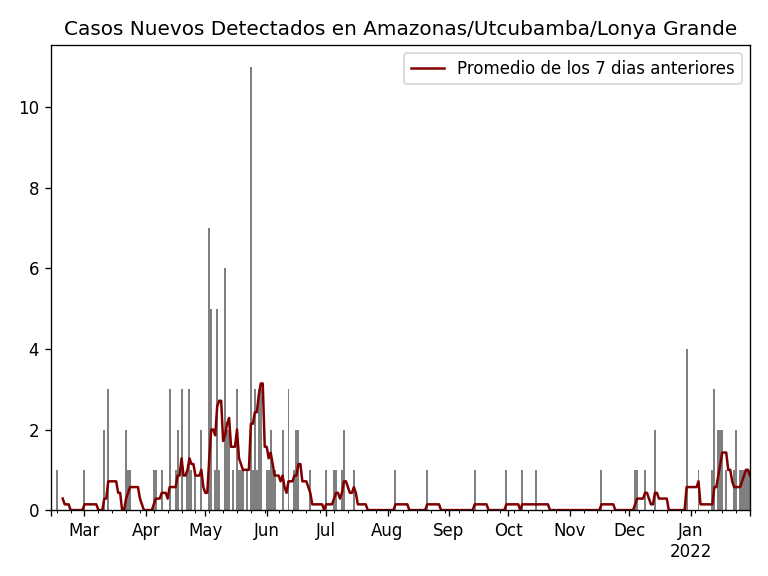 Casos Nuevos Detectados en Amazonas/Utcubamba/Lonya Grande
Promedio de los 7 dias anteriores
10
8
6
4
2
0
Mar Apr May Jun Jul Aug Sep Oct Nov Dec Jan
2022